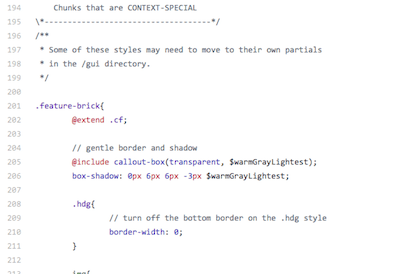 194 Chunks that are CONTEXT-SPECIAL
195 \*-----------------------------------*/
196 /**
197 * Some of these styles may need to move to their own partials
198 * in the /gui directory.
199 */
200
201 .feature-brick{
202 @extend .cf;
203
204 // gentle border and shadow
205 @include callout-box(transparent, $warmGrayLightest);
206 box-shadow: 0px 6px 6px -3px $warmGrayLightest;
207
208 .hdg{
209 // turn off the bottom border on the .hdg style
210 border-width: 0;
211 }
212